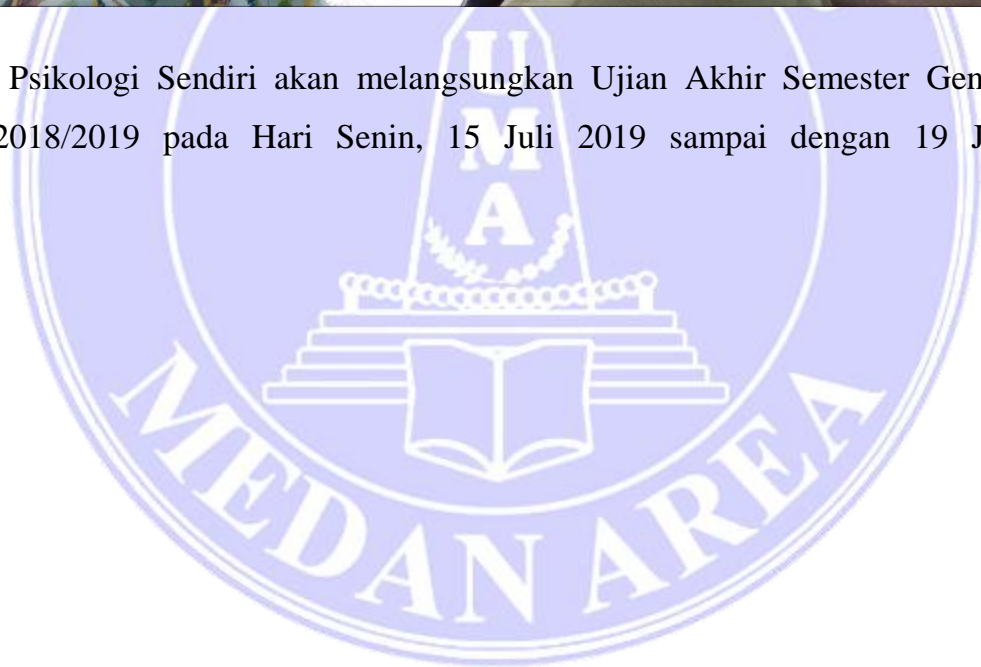 Psikologi Sendiri akan melangsungkan Ujian Akhir Semester Gen
2018/2019 pada Hari Senin, 15 Juli 2019 sampai dengan 19 J
U
M
A
MEDAN AREA